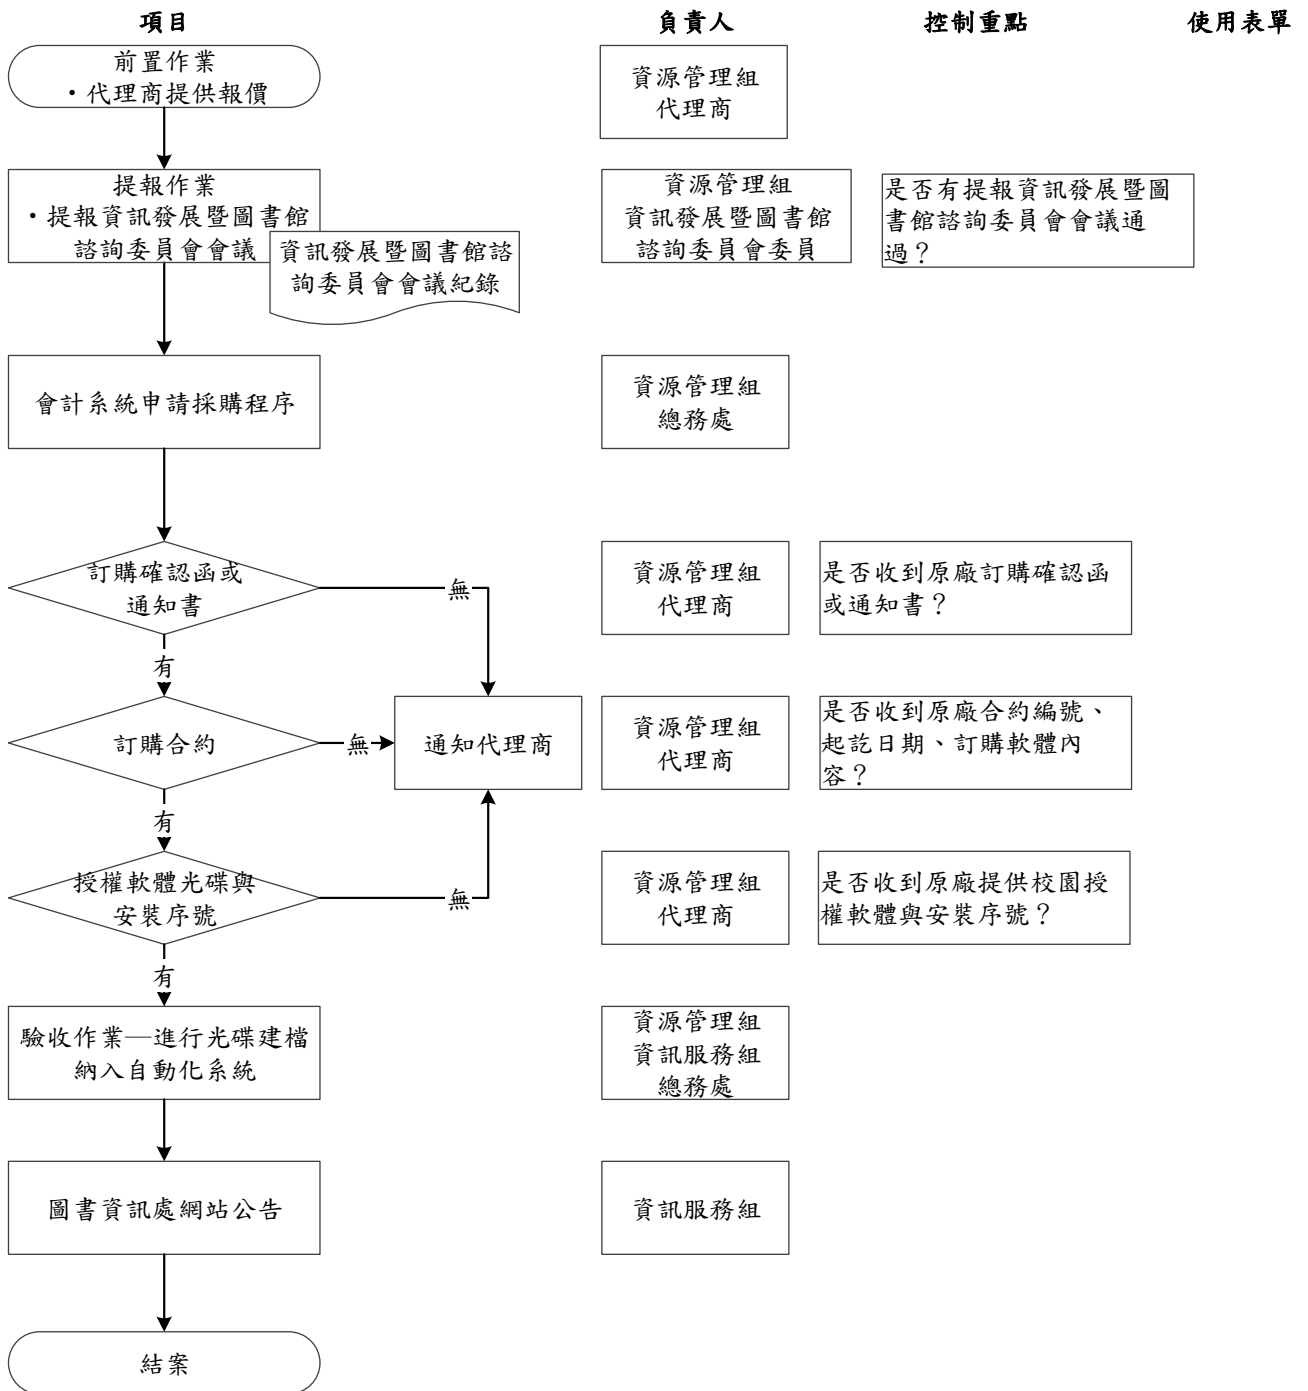 項目
負責人
控制重點
使用表單
前置作業
・代理商提供報價
資源管理組
代理商
提報作業
・提報資訊發展暨圖書館
諮詢委員會會議
資訊發展暨圖書館諮
詢委員會會議紀錄
資源管理組
資訊發展暨圖書館
諮詢委員會委員
是否有提報資訊發展暨圖
書館諮詢委員會會議通
過？
會計系統申請採購程序
資源管理組
總務處
訂購確認函或
通知書
無
資源管理組
代理商
是否收到原廠訂購確認函
或通知書？
有
訂購合約
無
通知代理商
資源管理組
代理商
是否收到原廠合約編號、
起訖日期、訂購軟體內
容？
有
授權軟體光碟與
安裝序號
無
資源管理組
代理商
是否收到原廠提供校園授
權軟體與安裝序號？
有
驗收作業—進行光碟建檔
納入自動化系統
資源管理組
資訊服務組
總務處
圖書資訊處網站公告
資訊服務組
結案